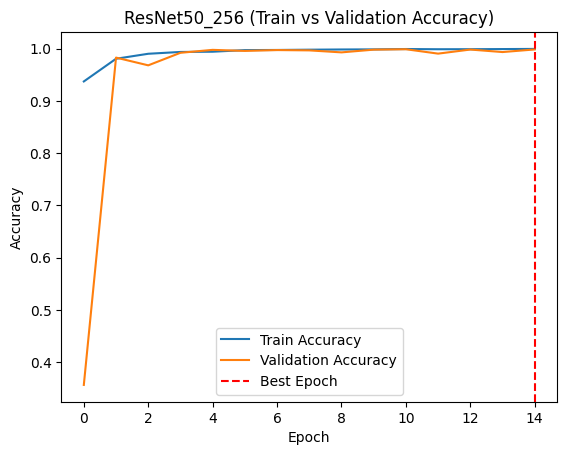 ResNet50_256 (Train vs Validation Accuracy)
Accuracy
1.0
0.9
0.8
0.7
0.6
0.5
0.4
Train Accuracy
Validation Accuracy
Best Epoch
0 2 4 6 8 10 12 14
Epoch